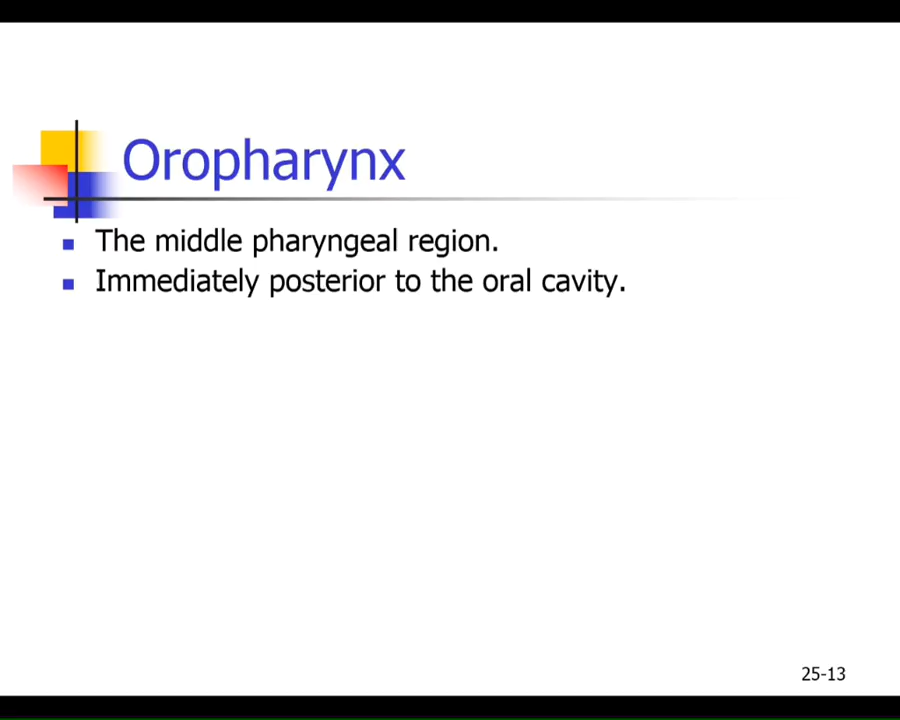 Oropharynx
The middle pharyngeal region.
Immediately posterior to the oral cavity.
25-13